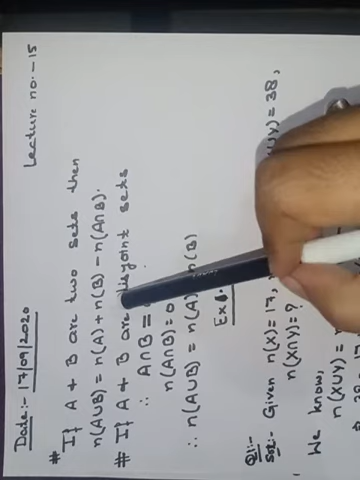 Date:- 17/09/2020 Lecture no:-15
# If A & B are two sets then
n(A∪B) = n(A) + n(B) - n(A∩B).
# If A & B are disjoint sets
∴ A∩B =
n(A∩B) = 0
∴ n(A∪B) = n(A) n(B)
Ex
Q1:-
Sol:- Given n(X) = 17, ∪Y) = 38,
n(X∩Y) = ?
We know,
n(X∪Y) =